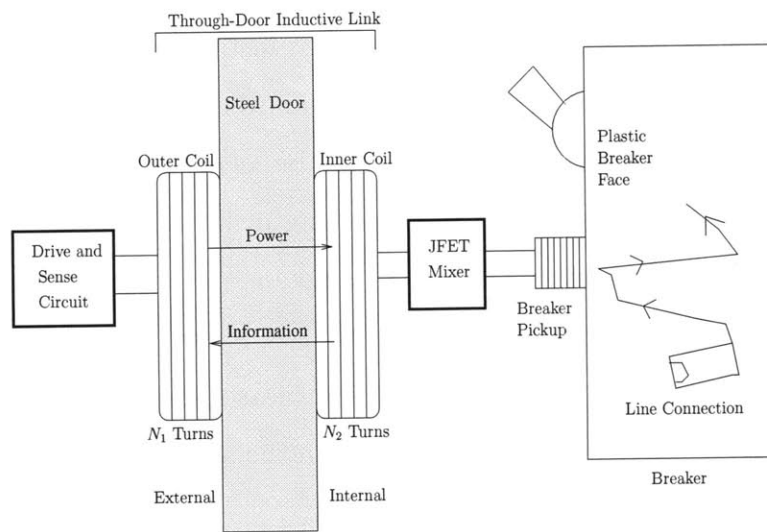 Through-Door Inductive Link
Steel Door
Outer Coil
Inner Coil
Plastic
Breaker
Face
Drive and
Sense
Circuit
Power
JFET
Mixer
Information
Breaker
Pickup
Line Connection
N₁ Turns
N₂ Turns
Breaker
External
Internal